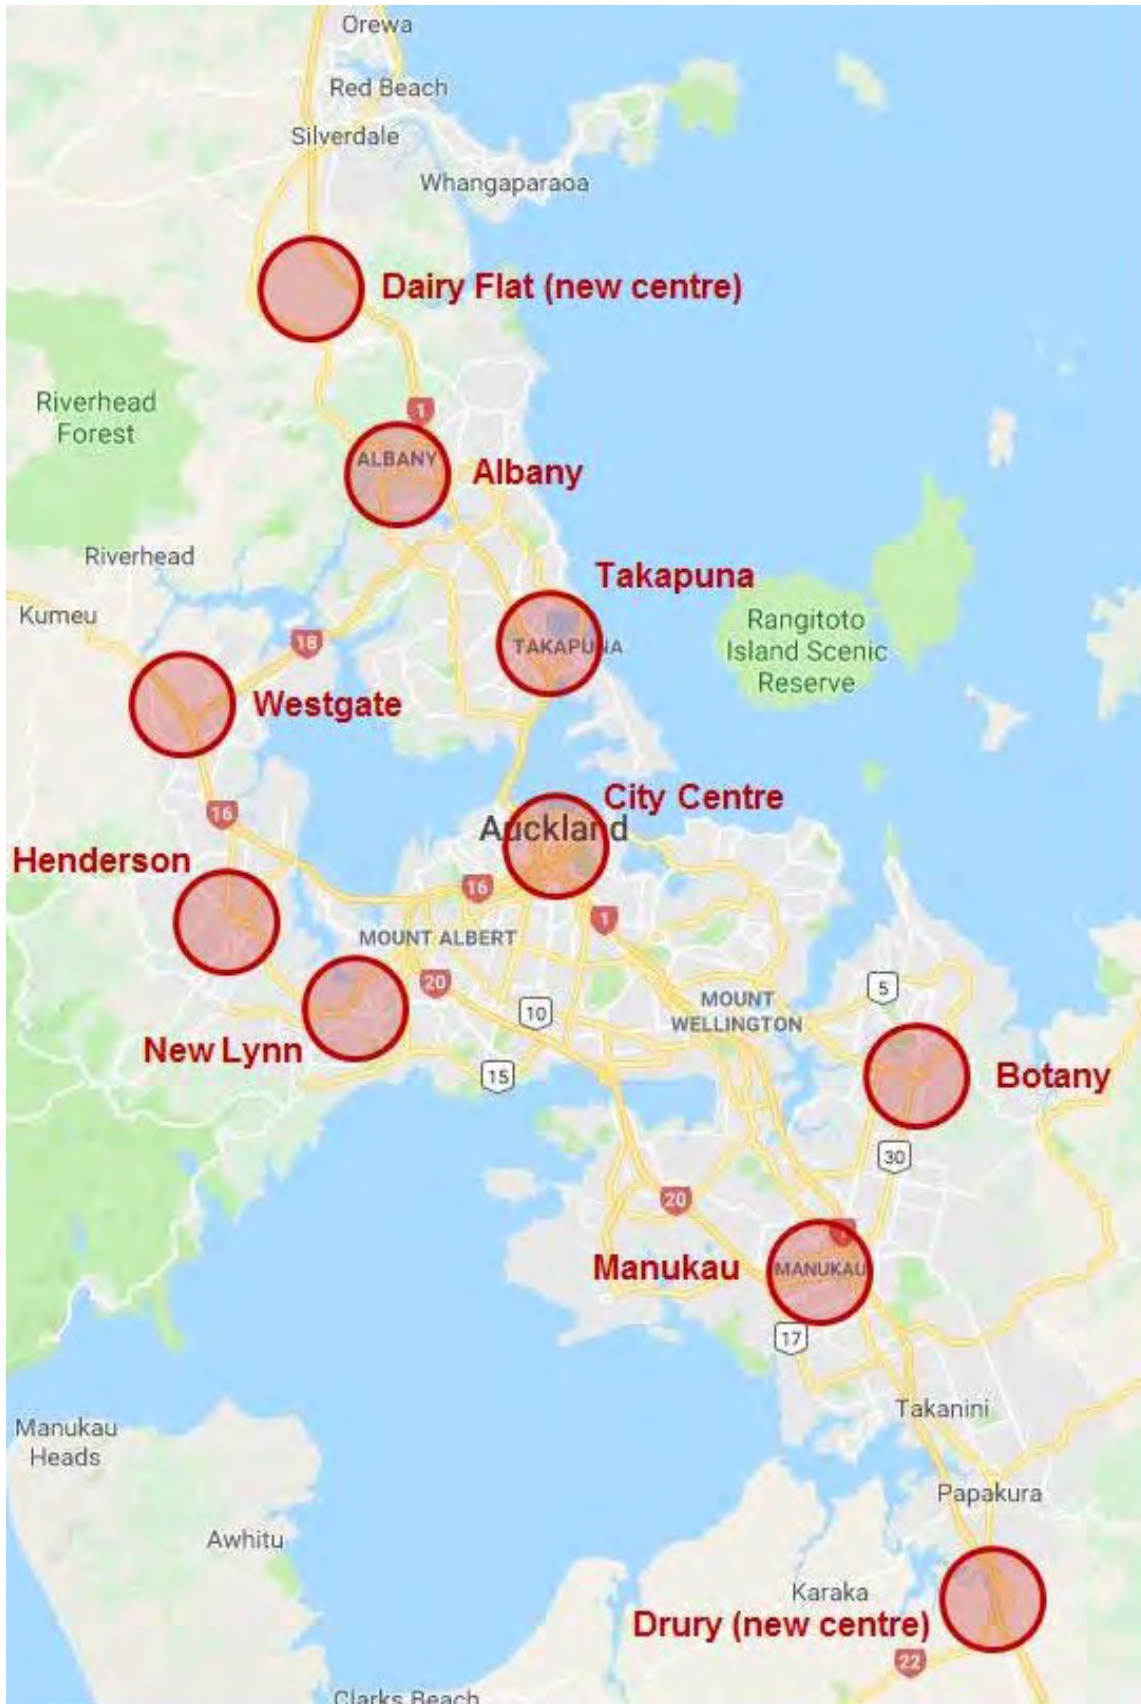 Orewa
Red Beach
Silverdale
Whangaparaoa
Dairy Flat (new centre)
Riverhead
Forest
1
ALBANY
Albany
Riverhead
Takapuna
Kumeu
Rangitoto
Island Scenic
Reserve
18
TAKAPUNA
Westgate
City Centre
16
Auckland
Henderson
16
1
MOUNT ALBERT
20
5
MOUNT
WELLINGTON
10
New Lynn
15
Botany
30
20
Manukau
MANUKAU
17
Takanini
Manukau
Heads
Papakura
Awhitu
Karaka
Drury (new centre)
22
Clarks Beach